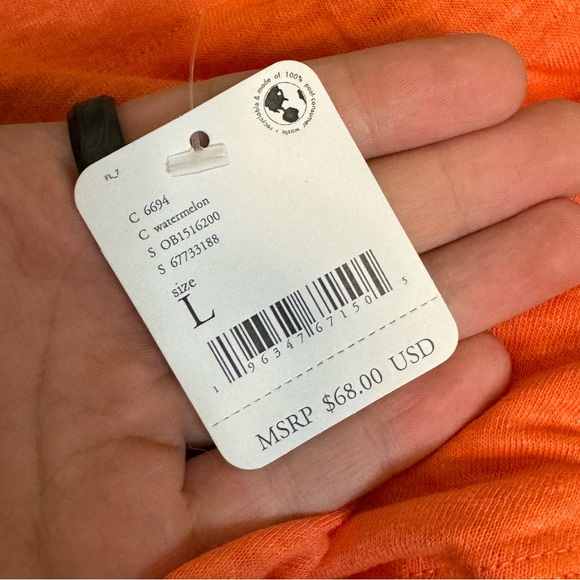 recyclable & made of 100% post-consumer waste •
FL_7
C 6694
C watermelon
S OB1516200
S 67733188
size
L
1 96347 67150 5
MSRP $68.00 USD